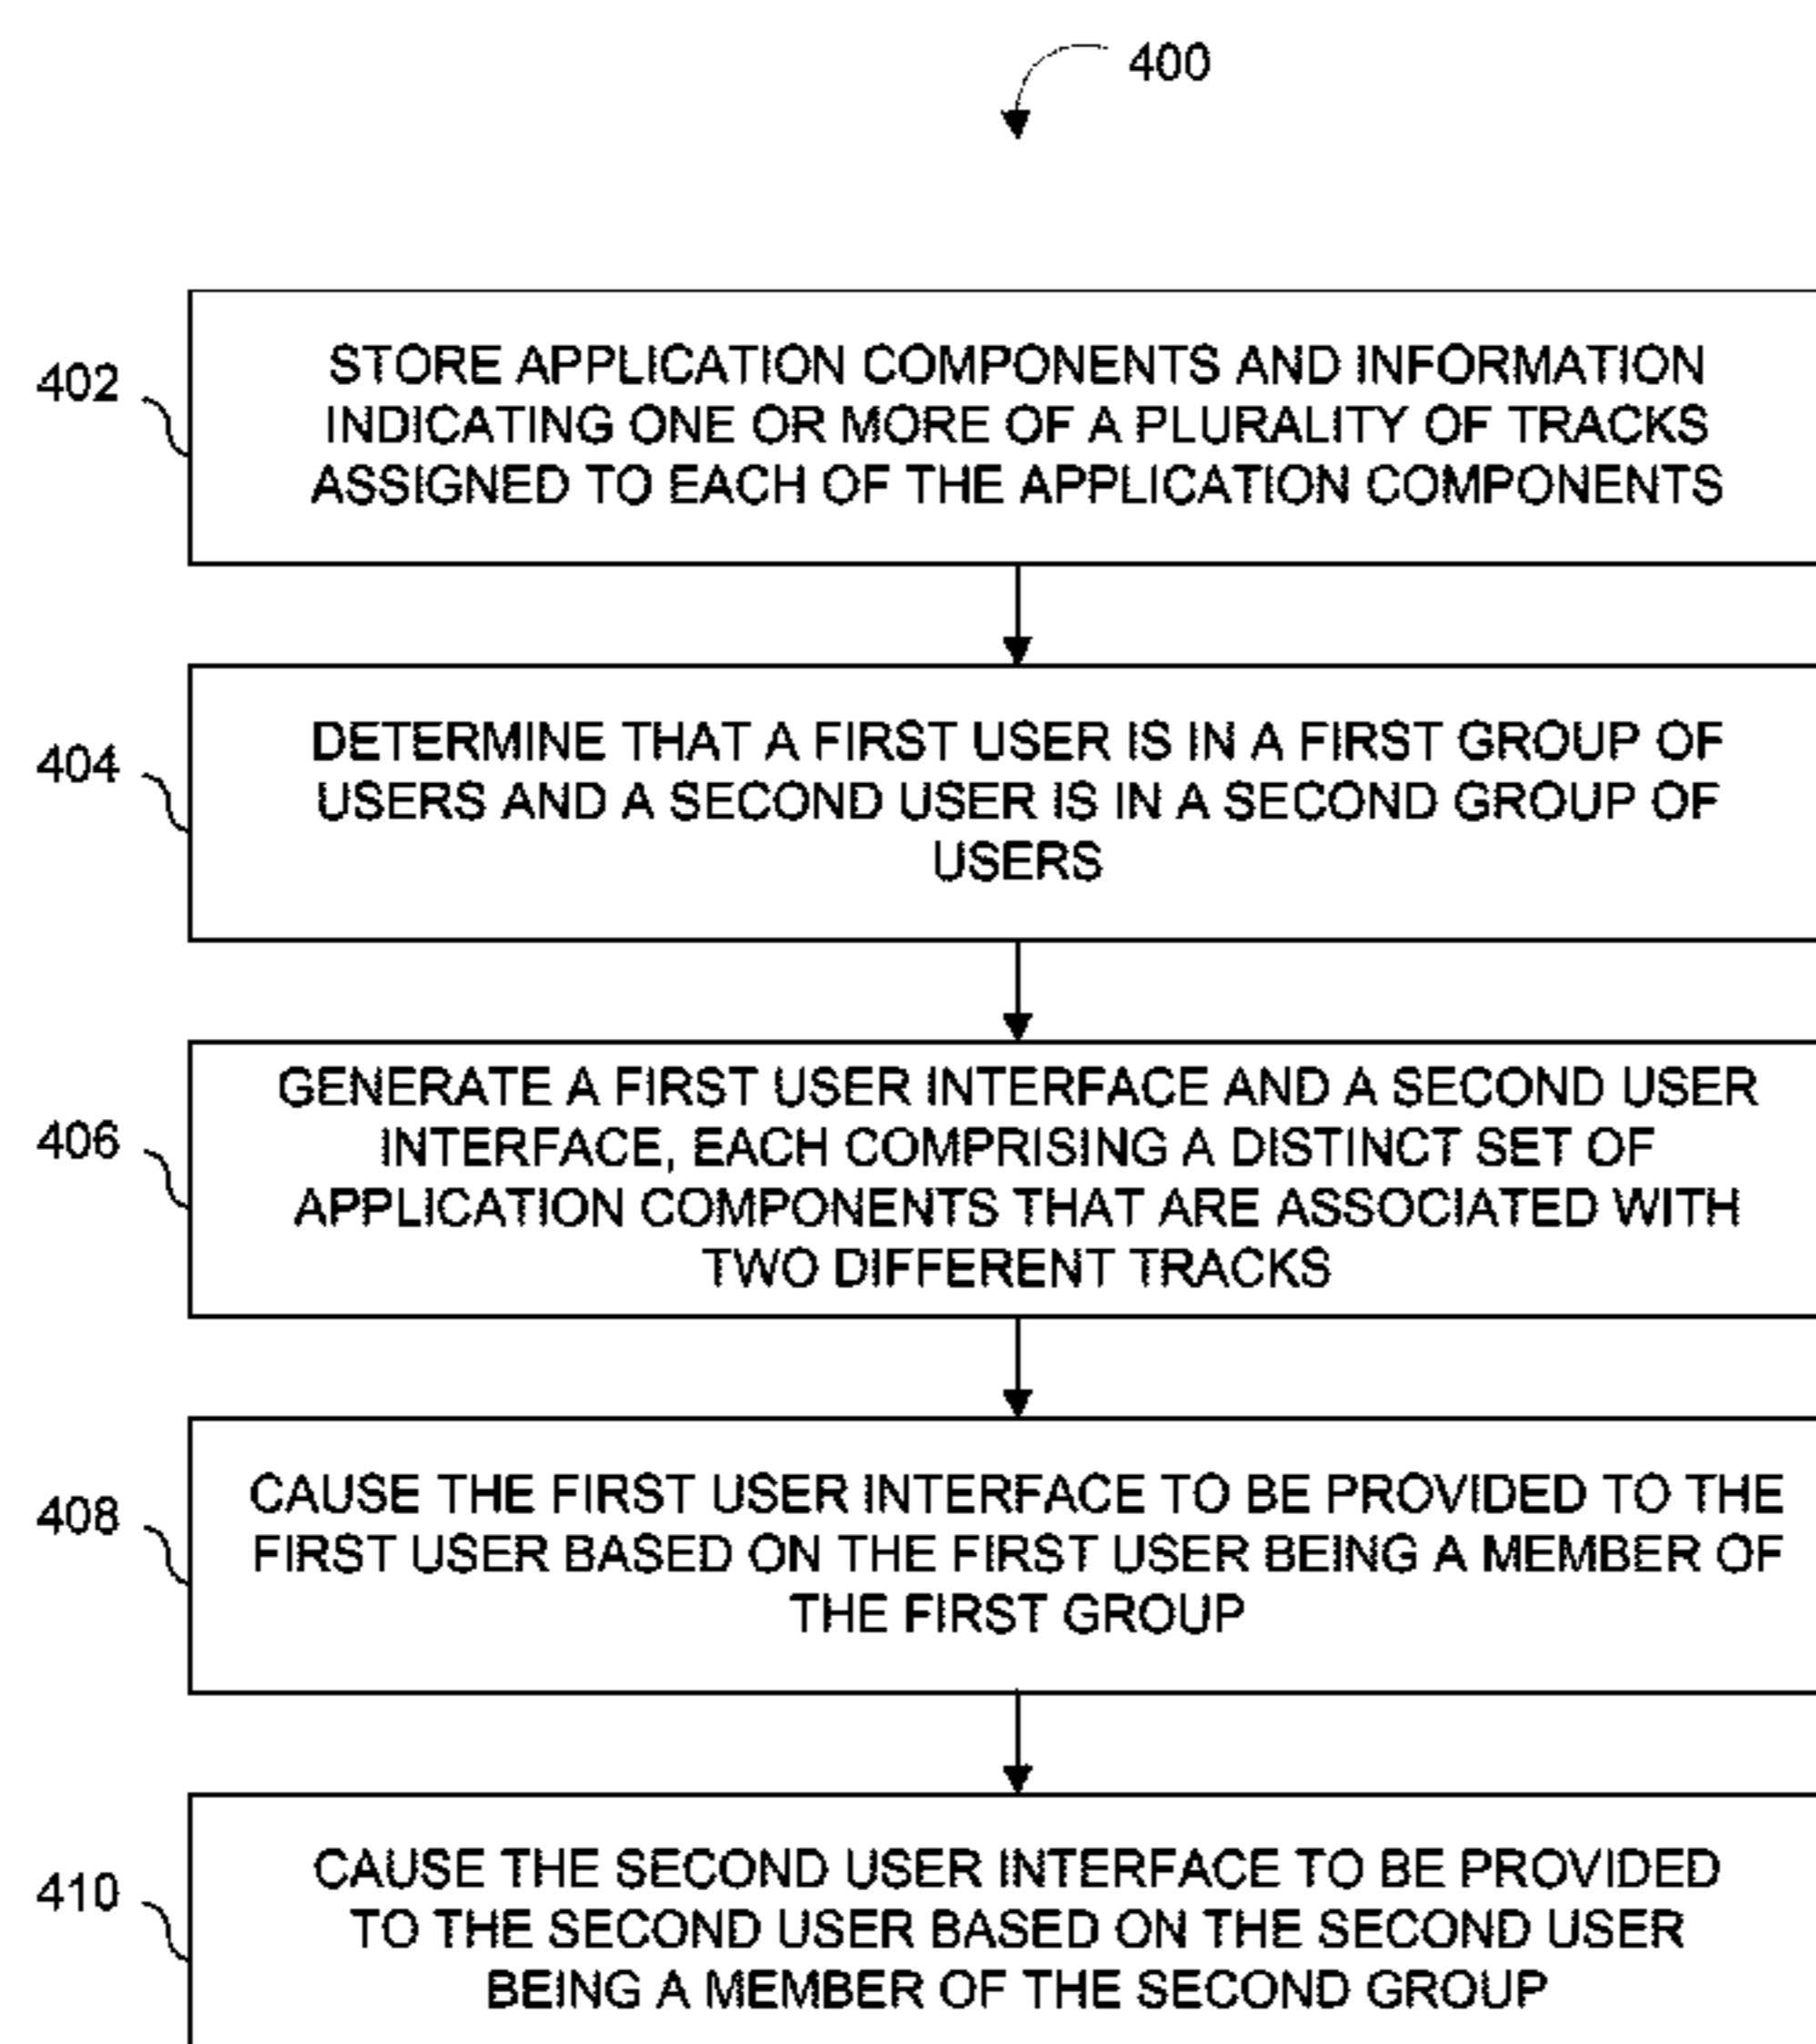 400
402
STORE APPLICATION COMPONENTS AND INFORMATION
INDICATING ONE OR MORE OF A PLURALITY OF TRACKS
ASSIGNED TO EACH OF THE APPLICATION COMPONENTS
404
DETERMINE THAT A FIRST USER IS IN A FIRST GROUP OF
USERS AND A SECOND USER IS IN A SECOND GROUP OF
USERS
406
GENERATE A FIRST USER INTERFACE AND A SECOND USER
INTERFACE, EACH COMPRISING A DISTINCT SET OF
APPLICATION COMPONENTS THAT ARE ASSOCIATED WITH
TWO DIFFERENT TRACKS
408
CAUSE THE FIRST USER INTERFACE TO BE PROVIDED TO THE
FIRST USER BASED ON THE FIRST USER BEING A MEMBER OF
THE FIRST GROUP
410
CAUSE THE SECOND USER INTERFACE TO BE PROVIDED
TO THE SECOND USER BASED ON THE SECOND USER
BEING A MEMBER OF THE SECOND GROUP